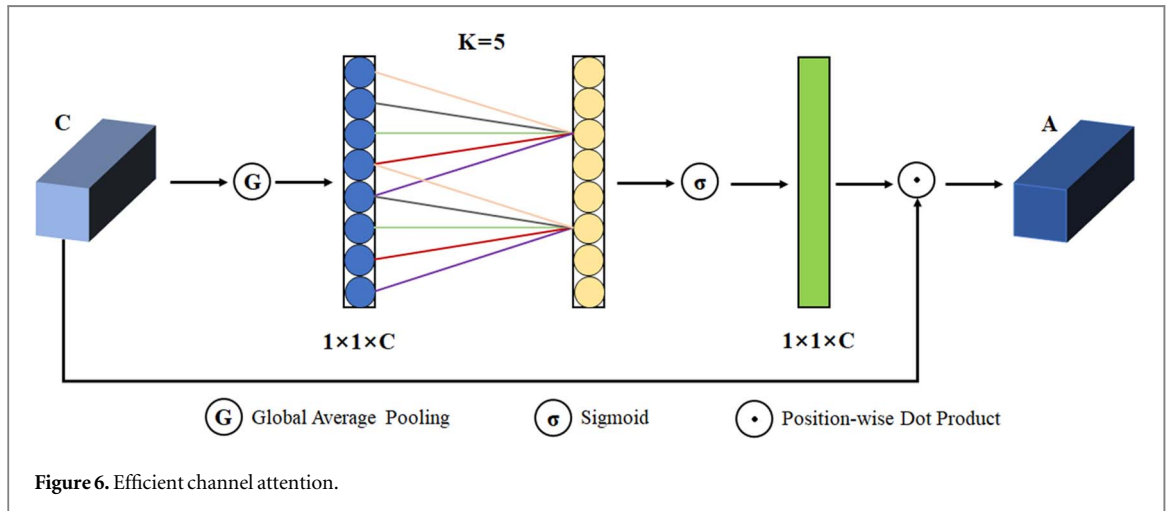 K=5
C
A
G
σ
·
1×1×C
1×1×C
G Global Average Pooling
σ Sigmoid
· Position-wise Dot Product
Figure 6. Efficient channel attention.